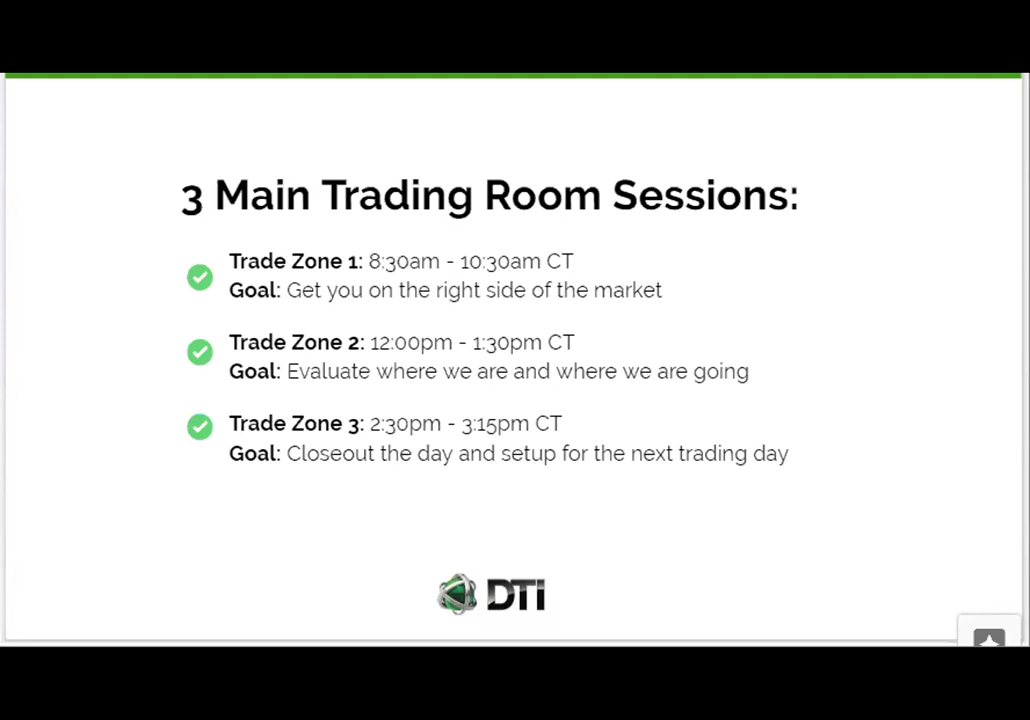 3 Main Trading Room Sessions:
Trade Zone 1: 8:30am - 10:30am CT
Goal: Get you on the right side of the market
Trade Zone 2: 12:00pm - 1:30pm CT
Goal: Evaluate where we are and where we are going
Trade Zone 3: 2:30pm - 3:15pm CT
Goal: Closeout the day and setup for the next trading day
DTI